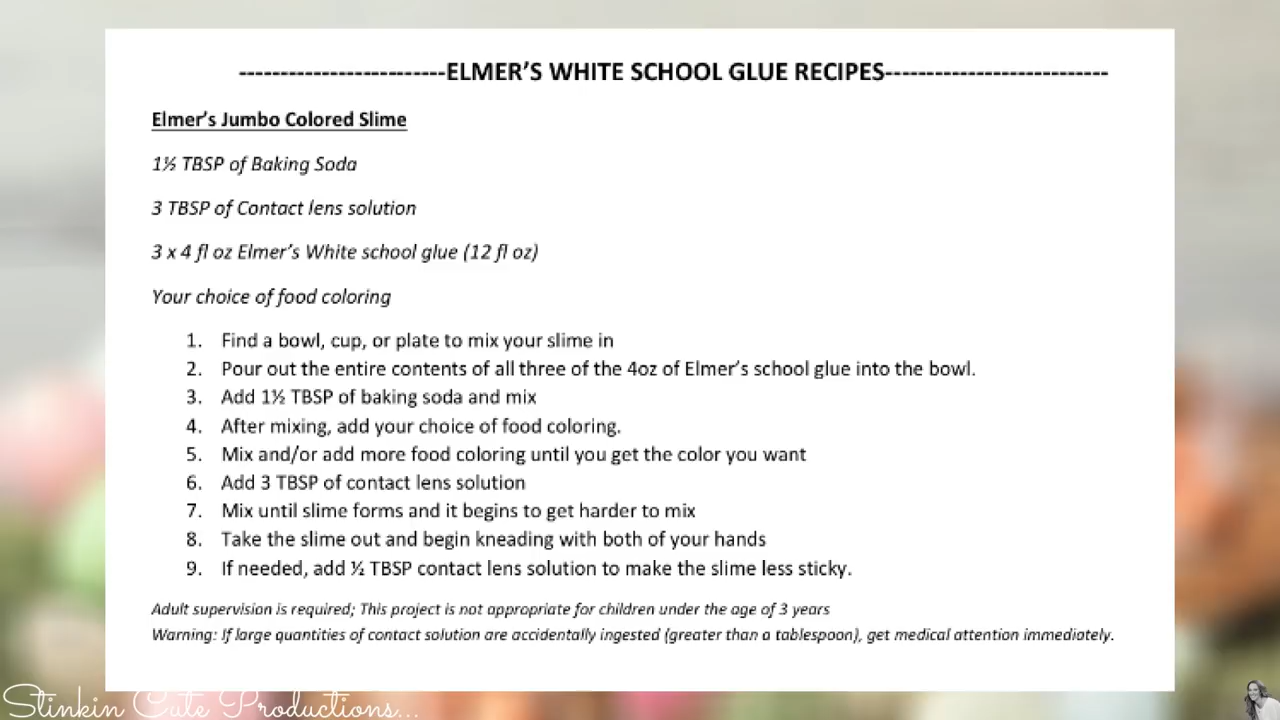 -------------------------ELMER'S WHITE SCHOOL GLUE RECIPES---------------------------
Elmer's Jumbo Colored Slime
1½ TBSP of Baking Soda
3 TBSP of Contact lens solution
3 x 4 fl oz Elmer's White school glue (12 fl oz)
Your choice of food coloring
1. Find a bowl, cup, or plate to mix your slime in
2. Pour out the entire contents of all three of the 4oz of Elmer's school glue into the bowl.
3. Add 1½ TBSP of baking soda and mix
4. After mixing, add your choice of food coloring.
5. Mix and/or add more food coloring until you get the color you want
6. Add 3 TBSP of contact lens solution
7. Mix until slime forms and it begins to get harder to mix
8. Take the slime out and begin kneading with both of your hands
9. If needed, add ½ TBSP contact lens solution to make the slime less sticky.
Adult supervision is required; This project is not appropriate for children under the age of 3 years
Warning: If large quantities of contact solution are accidentally ingested (greater than a tablespoon), get medical attention immediately.
Stinkin Cute Productions...